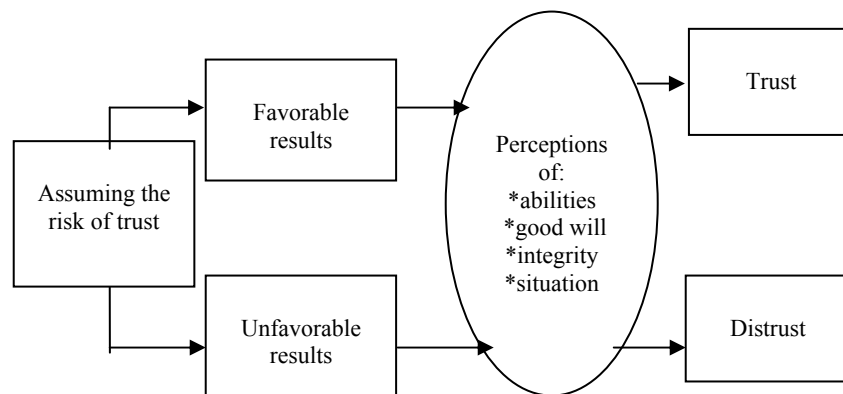 Assuming the
risk of trust
Favorable
results
Unfavorable
results
Perceptions
of:
*abilities
*good will
*integrity
*situation
Trust
Distrust